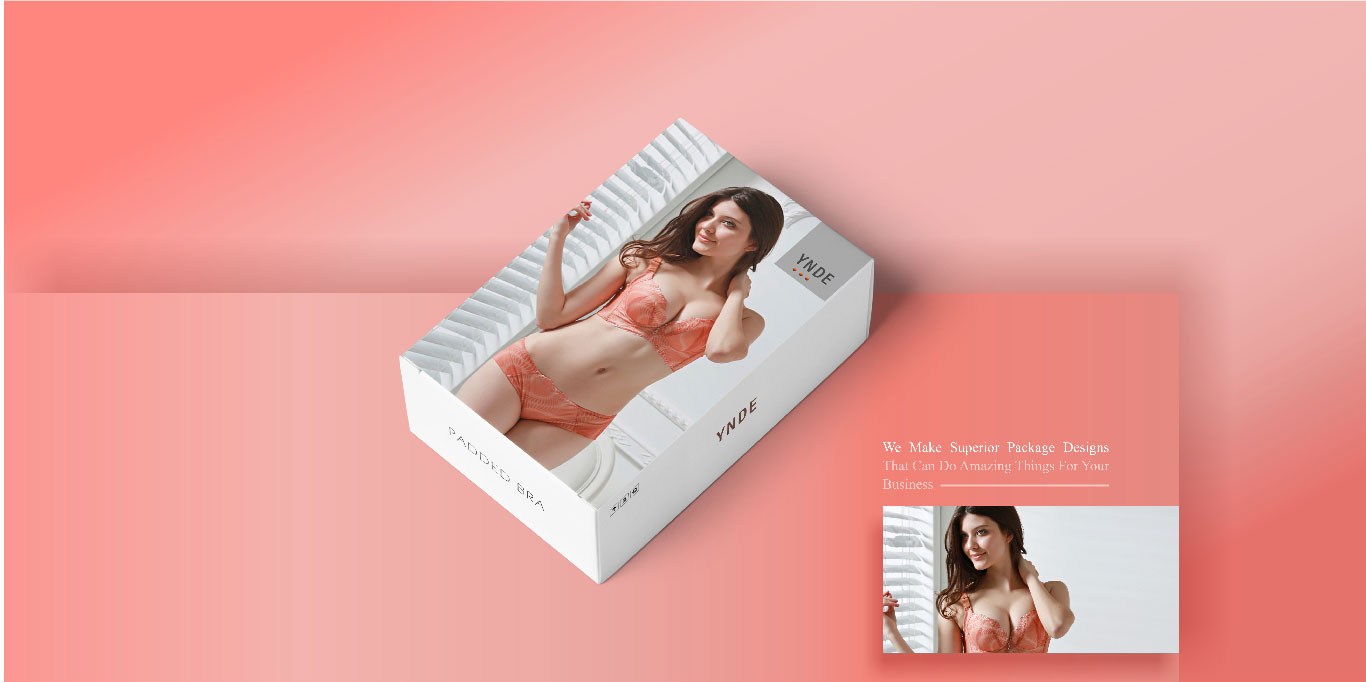 YNDE
YNDE
PADDED BRA
We Make Superior Package Designs
That Can Do Amazing Things For Your
Business